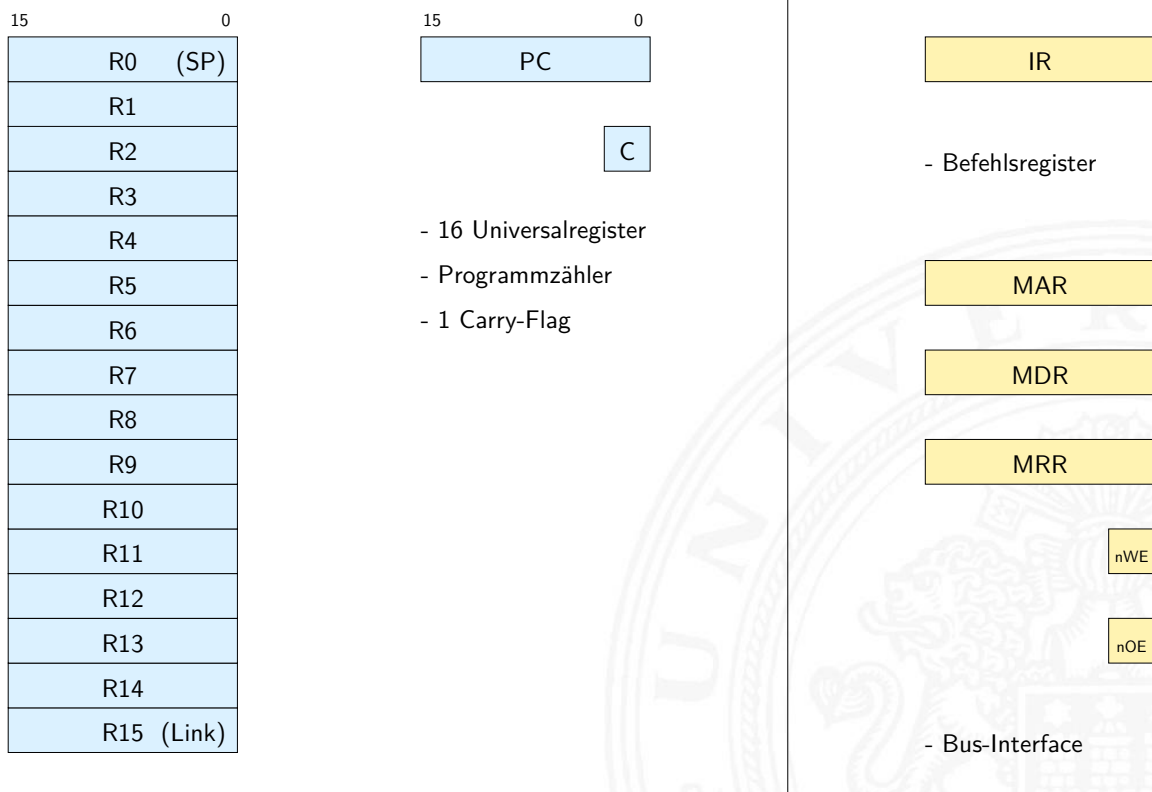 15 0
R0 (SP)
R1
R2
R3
R4
R5
R6
R7
R8
R9
R10
R11
R12
R13
R14
R15 (Link)
15 0
PC
C
- 16 Universalregister
- Programmzähler
- 1 Carry-Flag
IR
- Befehlsregister
MAR
MDR
MRR
nWE
nOE
- Bus-Interface
U N I V E R